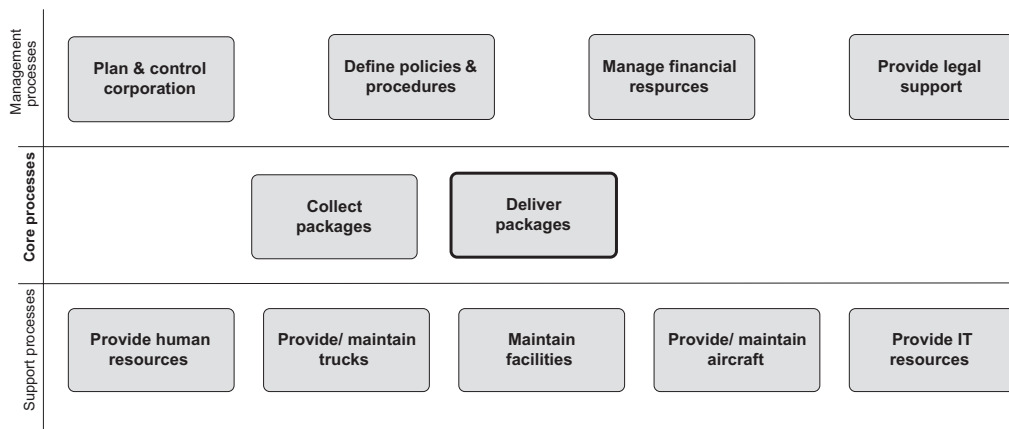 Management
processes
Plan & control
corporation
Define policies &
procedures
Manage financial
respurces
Provide legal
support
Core processes
Collect
packages
Deliver
packages
Support processes
Provide human
resources
Provide/ maintain
trucks
Maintain
facilities
Provide/ maintain
aircraft
Provide IT
resources